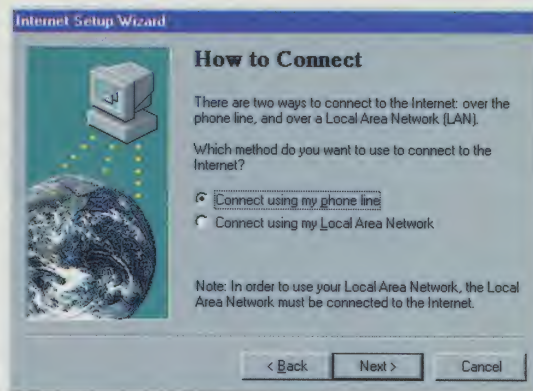 Internet Setup Wizard
How to Connect
There are two ways to connect to the Internet: over the
phone line, and over a Local Area Network (LAN).
Which method do you want to use to connect to the
Internet?
Connect using my phone line
Connect using my Local Area Network
Note: In order to use your Local Area Network, the Local
Area Network must be connected to the Internet.
< Back
Next >
Cancel